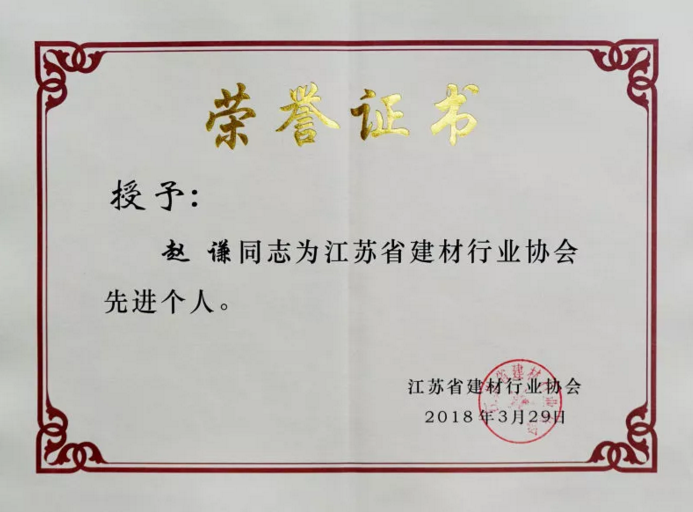 荣誉证书
授予:
赵 谦同志为江苏省建材行业协会
先进个人。
江苏省建材行业协会
2018年3月29日